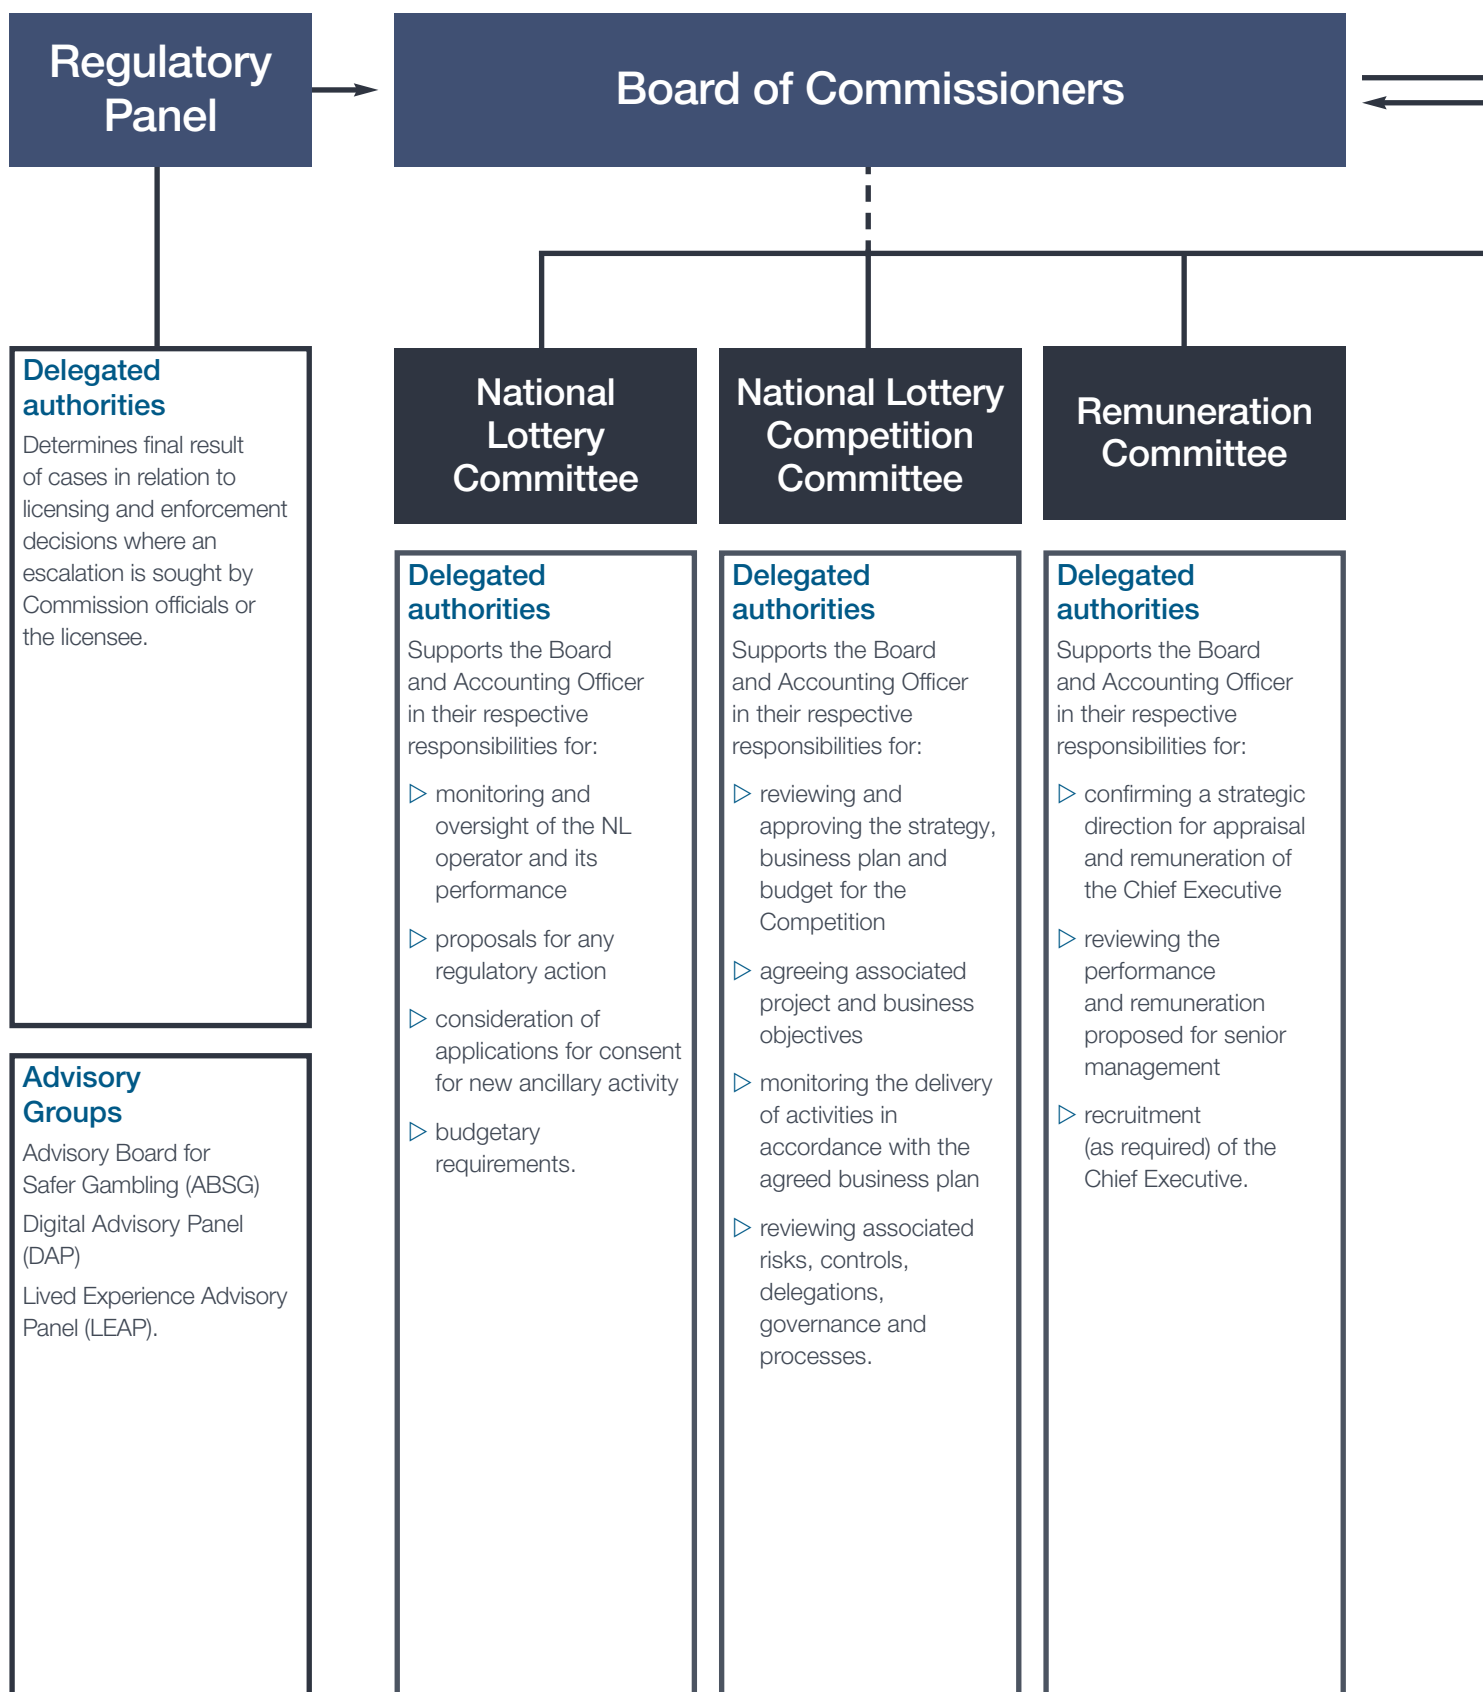 Regulatory
Panel
Board of Commissioners
Delegated
authorities
Determines final result
of cases in relation to
licensing and enforcement
decisions where an
escalation is sought by
Commission officials or
the licensee.
Advisory
Groups
Advisory Board for
Safer Gambling (ABSG)
Digital Advisory Panel
(DAP)
Lived Experience Advisory
Panel (LEAP).
National
Lottery
Committee
Delegated
authorities
Supports the Board
and Accounting Officer
in their respective
responsibilities for:
monitoring and
oversight of the NL
operator and its
performance
proposals for any
regulatory action
consideration of
applications for consent
for new ancillary activity
budgetary
requirements.
National Lottery
Competition
Committee
Delegated
authorities
Supports the Board
and Accounting Officer
in their respective
responsibilities for:
reviewing and
approving the strategy,
business plan and
budget for the
Competition
agreeing associated
project and business
objectives
monitoring the delivery
of activities in
accordance with the
agreed business plan
reviewing associated
risks, controls,
delegations,
governance and
processes.
Remuneration
Committee
Delegated
authorities
Supports the Board
and Accounting Officer
in their respective
responsibilities for:
confirming a strategic
direction for appraisal
and remuneration of
the Chief Executive
reviewing the
performance
and remuneration
proposed for senior
management
recruitment
(as required) of the
Chief Executive.